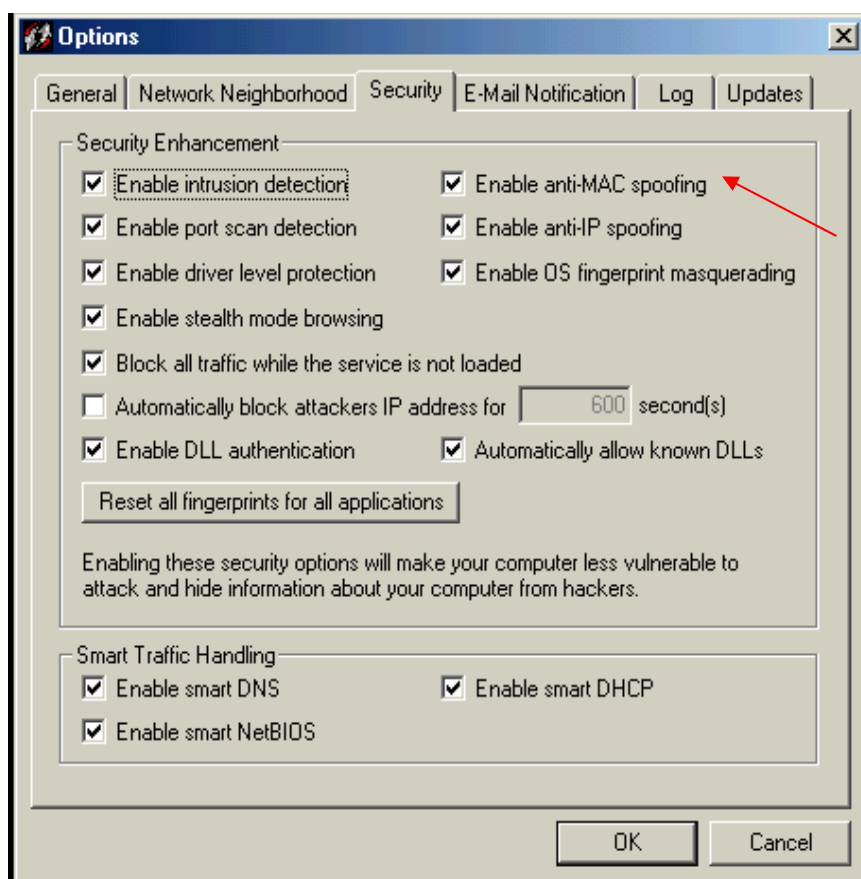 Options
General Network Neighborhood Security E-Mail Notification Log Updates
Security Enhancement
Enable intrusion detection Enable anti-MAC spoofing
Enable port scan detection Enable anti-IP spoofing
Enable driver level protection Enable OS fingerprint masquerading
Enable stealth mode browsing
Block all traffic while the service is not loaded
Automatically block attackers IP address for 600 second(s)
Enable DLL authentication Automatically allow known DLLs
Reset all fingerprints for all applications
Enabling these security options will make your computer less vulnerable to
attack and hide information about your computer from hackers.
Smart Traffic Handling
Enable smart DNS Enable smart DHCP
Enable smart NetBIOS
OK Cancel